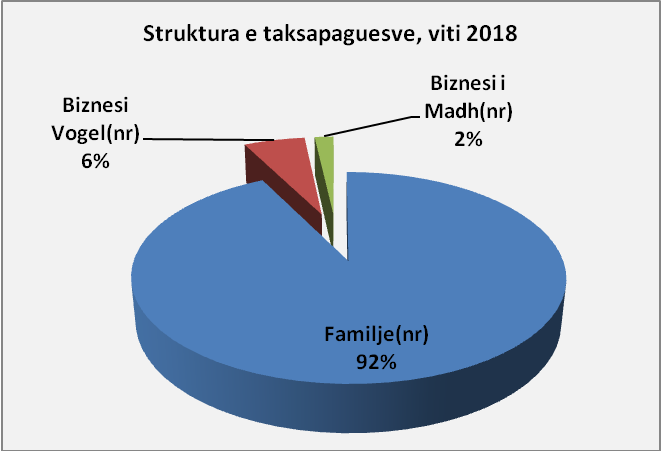 Struktura e taksapaguesve, viti 2018
Biznesi
Vogel(nr)
6%
Biznesi i
Madh(nr)
2%
Familje(nr)
92%